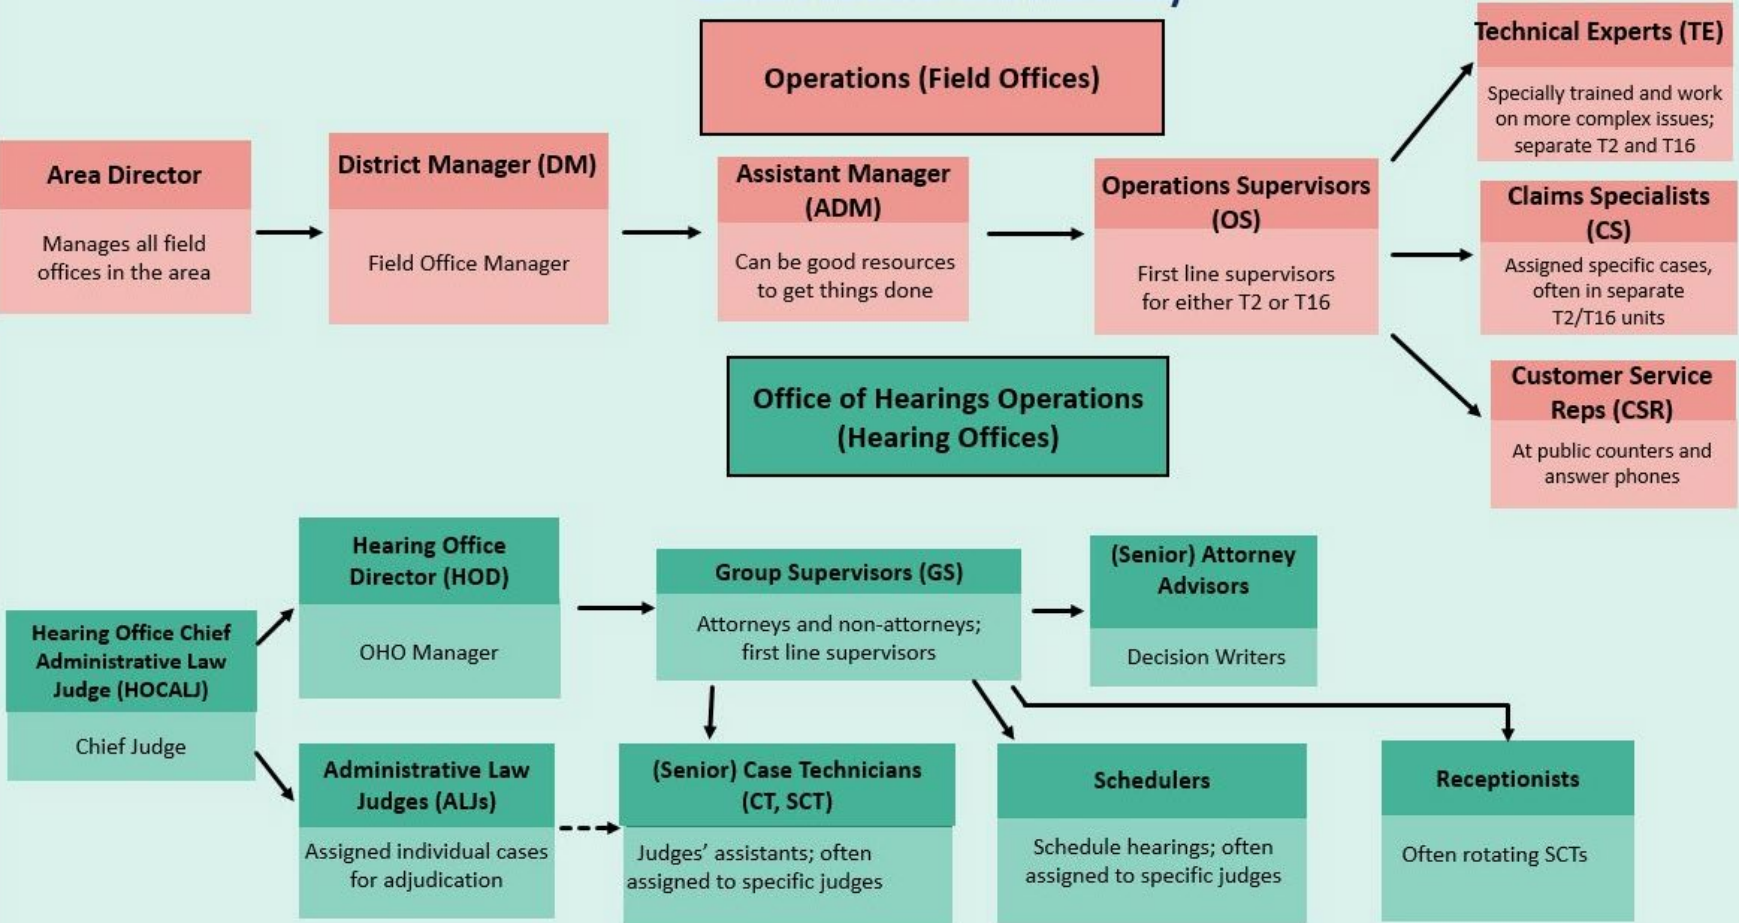 Operations (Field Offices)
Technical Experts (TE)
Specially trained and work
on more complex issues;
separate T2 and T16
Area Director
Manages all field
offices in the area
District Manager (DM)
Field Office Manager
Assistant Manager
(ADM)
Can be good resources
to get things done
Operations Supervisors
(OS)
First line supervisors
for either T2 or T16
Claims Specialists
(CS)
Assigned specific cases,
often in separate
T2/T16 units
Customer Service
Reps (CSR)
At public counters and
answer phones
Office of Hearings Operations
(Hearing Offices)
Hearing Office Chief
Administrative Law
Judge (HOCALJ)
Chief Judge
Hearing Office
Director (HOD)
OHO Manager
Group Supervisors (GS)
Attorneys and non-attorneys;
first line supervisors
(Senior) Attorney
Advisors
Decision Writers
Administrative Law
Judges (ALJs)
Assigned individual cases
for adjudication
(Senior) Case Technicians
(CT, SCT)
Judges’ assistants; often
assigned to specific judges
Schedulers
Schedule hearings; often
assigned to specific judges
Receptionists
Often rotating SCTs